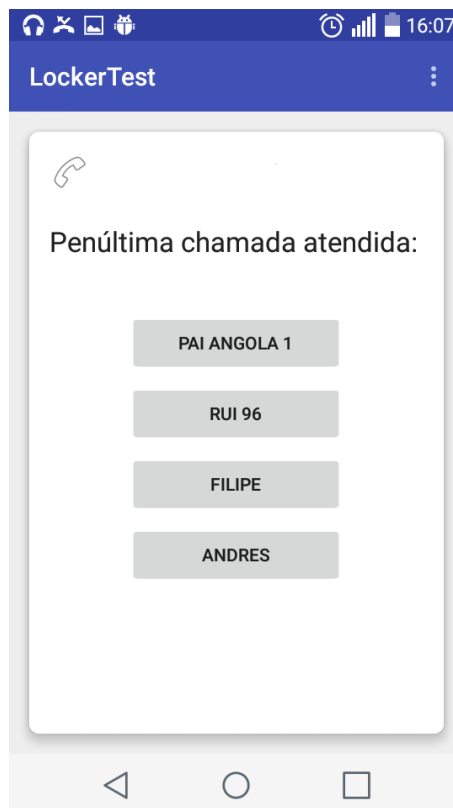 16:07
LockerTest
Penúltima chamada atendida:
PAI ANGOLA 1
RUI 96
FILIPE
ANDRES